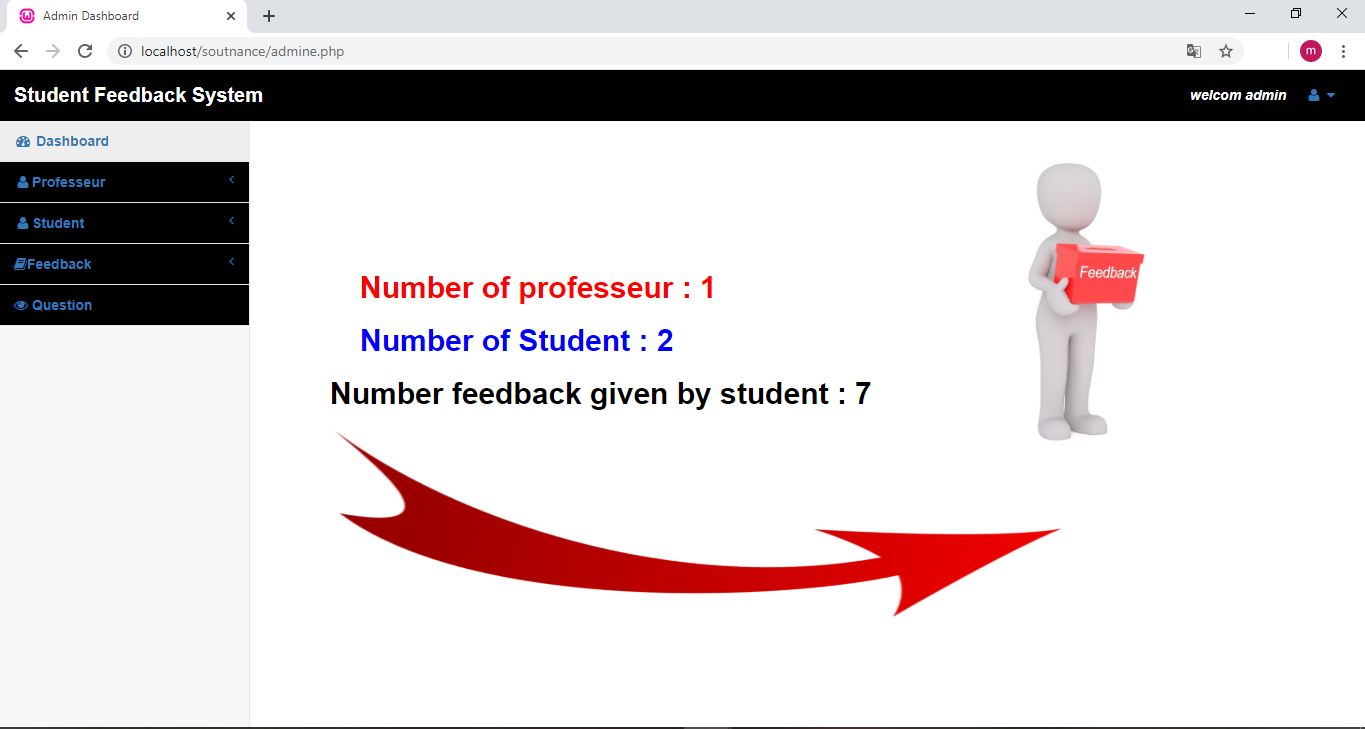 Admin Dashboard
localhost/soutnance/admine.php
m
Student Feedback System
welcom admin
Dashboard
Professeur
Student
Feedback
Question
Feedback
Number of professeur : 1
Number of Student : 2
Number feedback given by student : 7